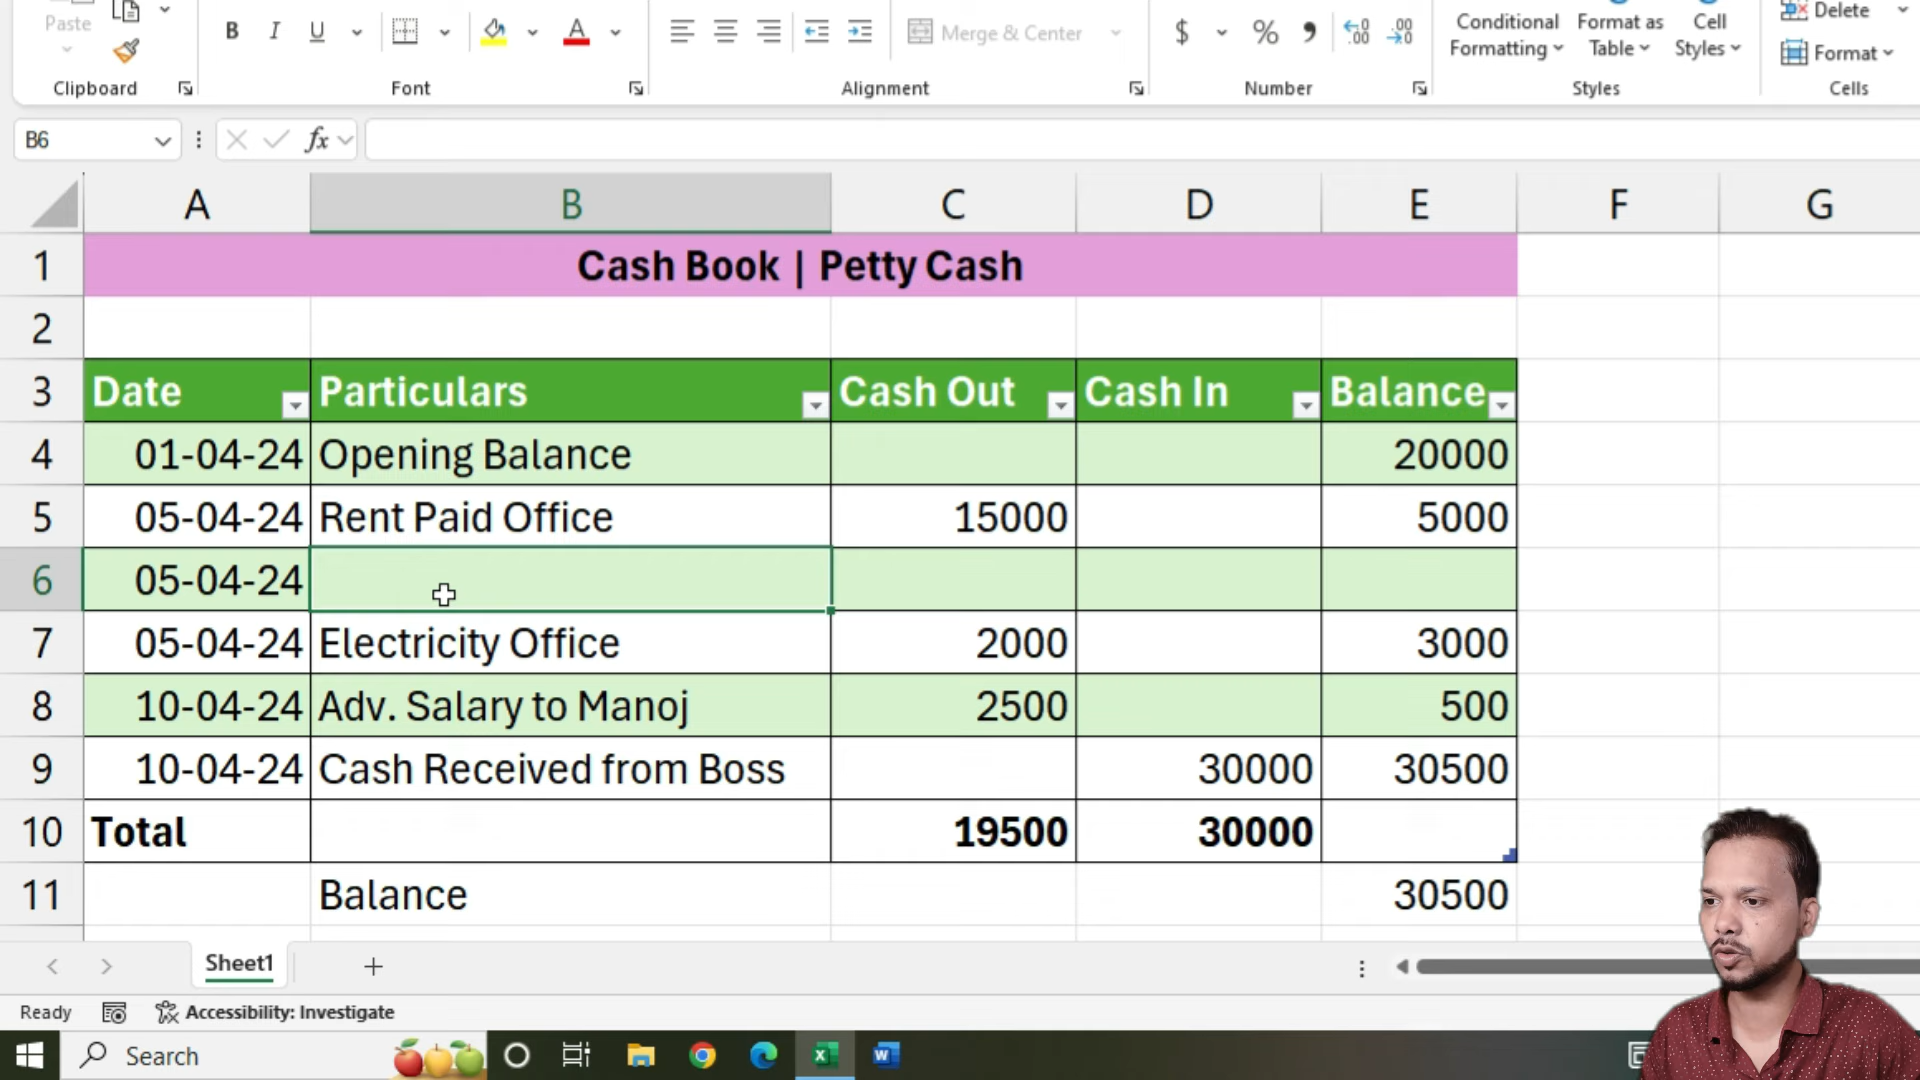 Paste
B I U
Merge & Center
$ % 9
Conditional Formatting
Format as Table
Cell Styles
Delete
Format
Clipboard
Font
Alignment
Number
Styles
Cells
B6
fx
A B C D E F G
1 Cash Book | Petty Cash
2
3 Date Particulars Cash Out Cash In Balance
4 01-04-24 Opening Balance 20000
5 05-04-24 Rent Paid Office 15000 5000
6 05-04-24
7 05-04-24 Electricity Office 2000 3000
8 10-04-24 Adv. Salary to Manoj 2500 500
9 10-04-24 Cash Received from Boss 30000 30500
10 Total 19500 30000
11 Balance 30500
Sheet1
Ready
Accessibility: Investigate
Search